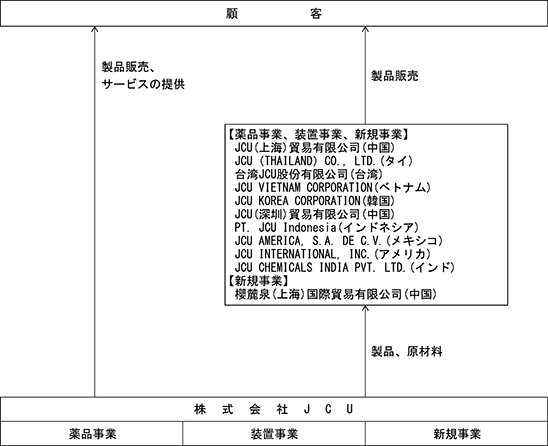 顧 客
製品販売、
サービスの提供
製品販売
【薬品事業、装置事業、新規事業】
JCU(上海)貿易有限公司(中国)
JCU (THAILAND) CO., LTD.(タイ)
台湾JCU股份有限公司(台湾)
JCU VIETNAM CORPORATION(ベトナム)
JCU KOREA CORPORATION(韓国)
JCU(深圳)貿易有限公司(中国)
PT. JCU Indonesia(インドネシア)
JCU AMERICA, S.A. DE C.V.(メキシコ)
JCU INTERNATIONAL, INC.(アメリカ)
JCU CHEMICALS INDIA PVT. LTD.(インド)
【新規事業】
櫻麓泉(上海)国際貿易有限公司(中国)
製品、原材料
株 式 会 社 J C U
薬品事業
装置事業
新規事業